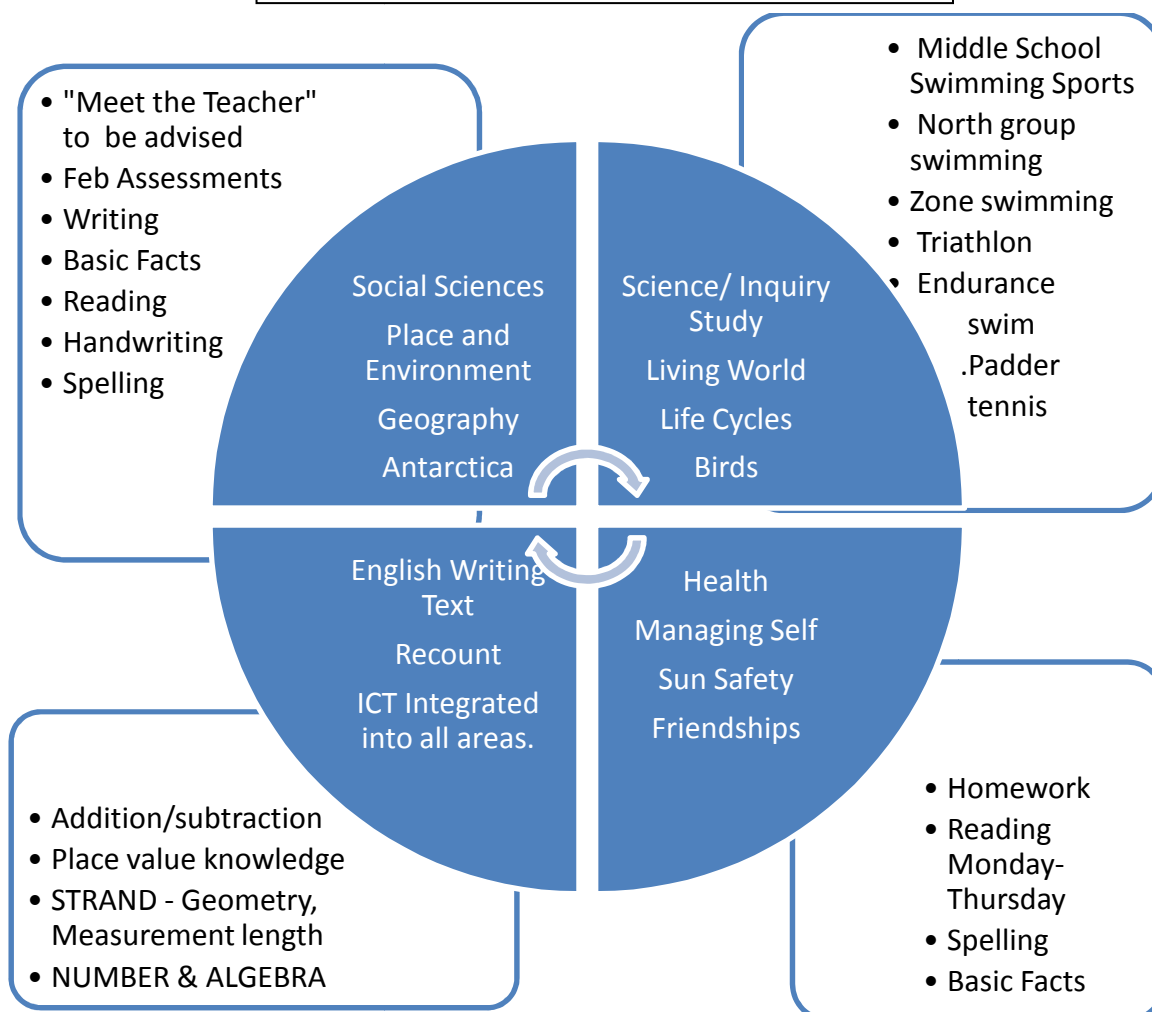 • "Meet the Teacher"
to be advised
• Feb Assessments
• Writing
• Basic Facts
• Reading
• Handwriting
• Spelling
• Middle School
Swimming Sports
• North group
swimming
• Zone swimming
• Triathlon
• Endurance
swim
.Padder
tennis
Social Sciences
Place and
Environment
Geography
Antarctica
Science/ Inquiry
Study
Living World
Life Cycles
Birds
English Writing
Text
Recount
ICT Integrated
into all areas.
Health
Managing Self
Sun Safety
Friendships
• Addition/subtraction
• Place value knowledge
• STRAND - Geometry,
Measurement length
• NUMBER & ALGEBRA
• Homework
• Reading
Monday-
Thursday
• Spelling
• Basic Facts